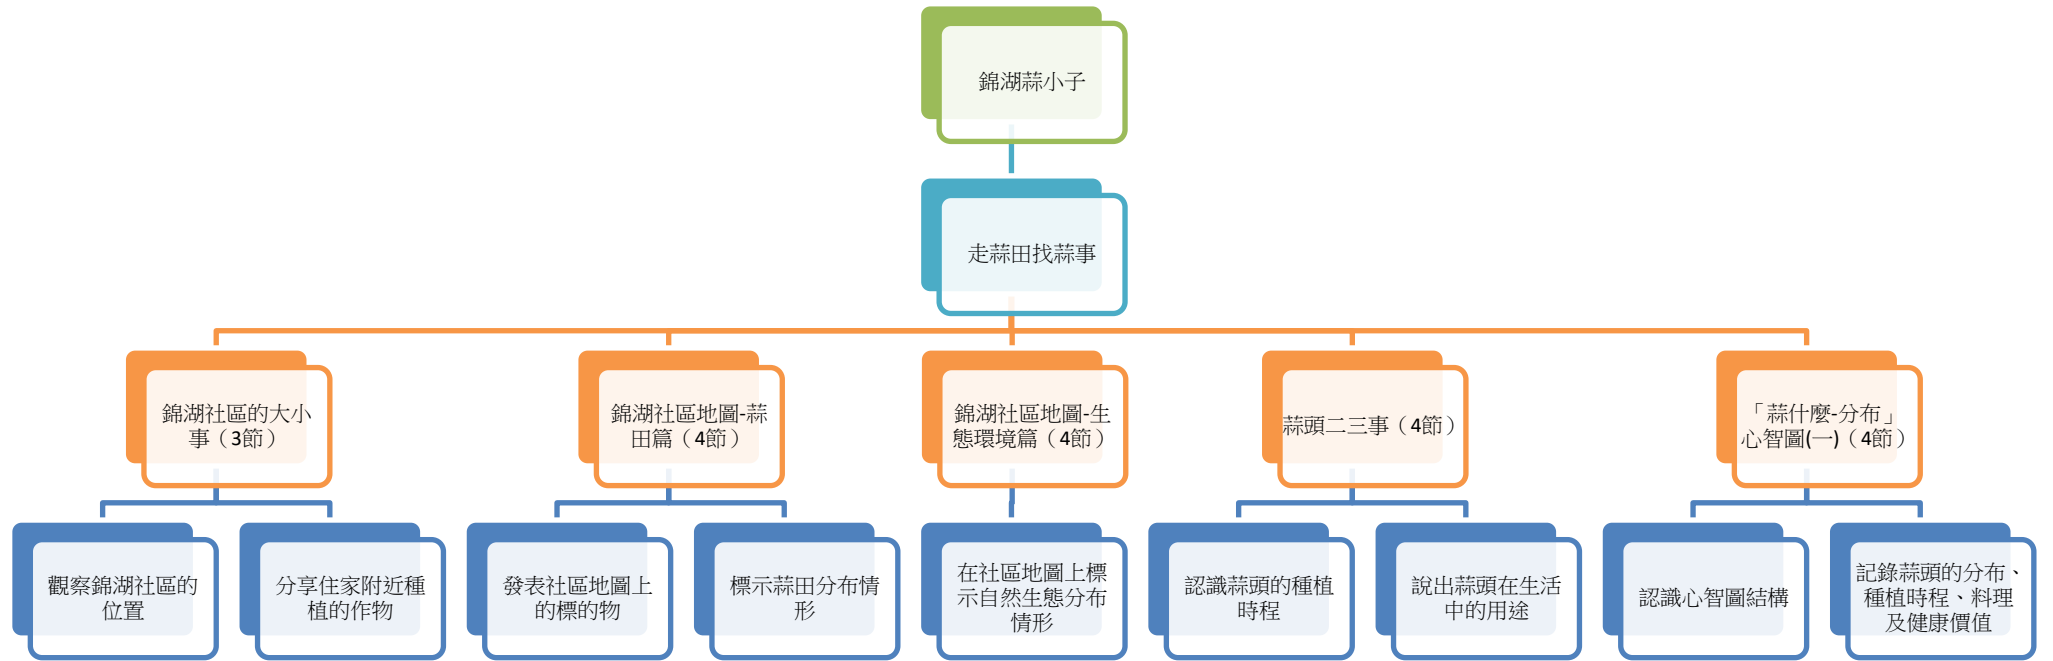 錦湖蒜小子
走蒜田找蒜事
錦湖社區的大小
事（3節）
錦湖社區地圖-蒜
田篇（4節）
錦湖社區地圖-生
態環境篇（4節）
蒜頭二三事（4節）
「蒜什麼-分布」
心智圖(一)（4節）
觀察錦湖社區的
位置
分享住家附近種
植的作物
發表社區地圖上
的標的物
標示蒜田分布情
形
在社區地圖上標
示自然生態分布
情形
認識蒜頭的種植
時程
說出蒜頭在生活
中的用途
認識心智圖結構
記錄蒜頭的分布、
種植時程、料理
及健康價值